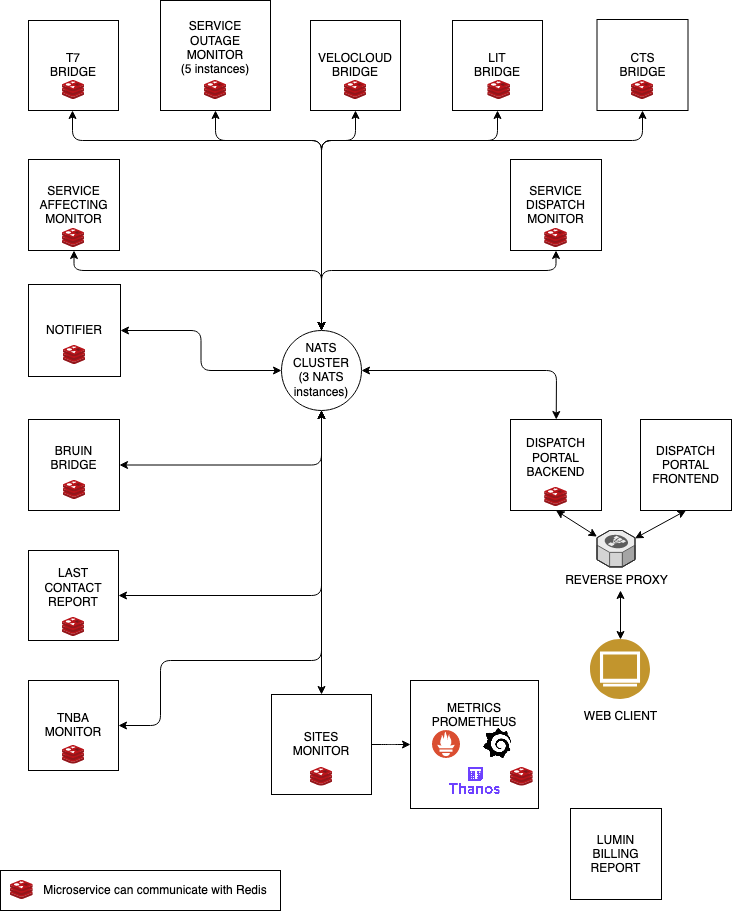 T7
BRIDGE
SERVICE
OUTAGE
MONITOR
(5 instances)
VELOCLOUD
BRIDGE
LIT
BRIDGE
CTS
BRIDGE
SERVICE
AFFECTING
MONITOR
SERVICE
DISPATCH
MONITOR
NOTIFIER
NATS
CLUSTER
(3 NATS
instances)
BRUIN
BRIDGE
DISPATCH
PORTAL
BACKEND
DISPATCH
PORTAL
FRONTEND
LAST
CONTACT
REPORT
REVERSE PROXY
WEB CLIENT
TNBA
MONITOR
SITES
MONITOR
METRICS
PROMETHEUS
Thanos
LUMIN
BILLING
REPORT
Microservice can communicate with Redis